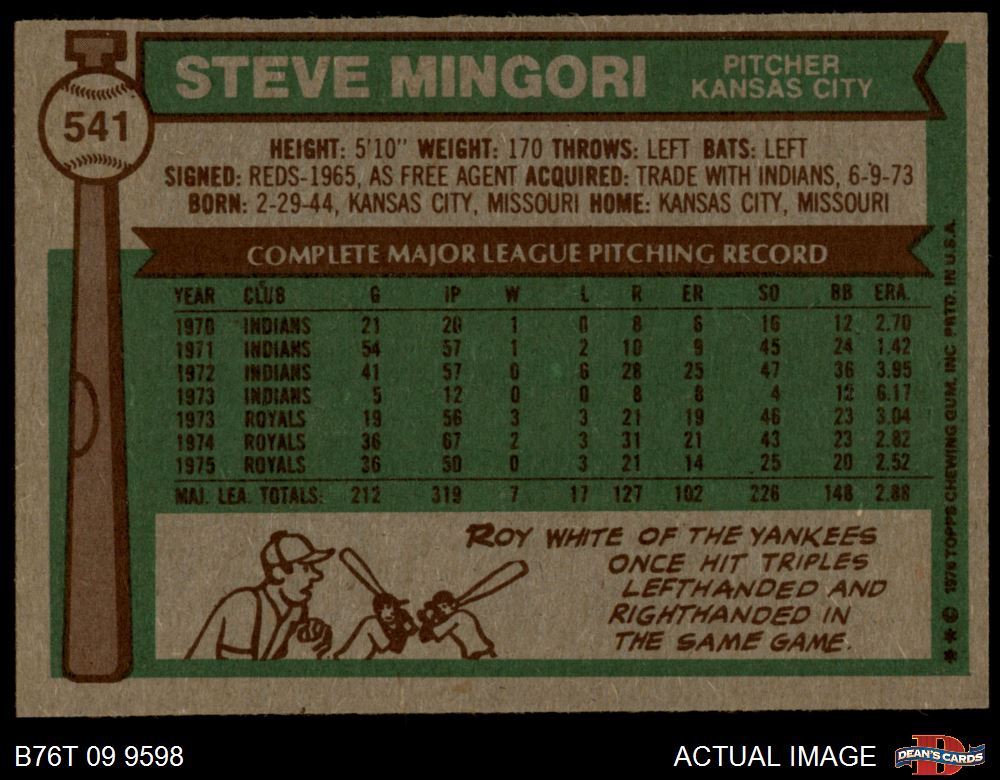 541
STEVE MINGORI
PITCHER
KANSAS CITY
HEIGHT: 5'10" WEIGHT: 170 THROWS: LEFT BATS: LEFT
SIGNED: REDS-1965, AS FREE AGENT ACQUIRED: TRADE WITH INDIANS, 6-9-73
BORN: 2-29-44, KANSAS CITY, MISSOURI HOME: KANSAS CITY, MISSOURI
COMPLETE MAJOR LEAGUE PITCHING RECORD
YEAR CLUB G IP W L R ER SO BB ERA.
1970 INDIANS 21 20 1 0 8 6 16 12 2.70
1971 INDIANS 54 57 1 2 10 9 45 24 1.42
1972 INDIANS 41 57 0 6 28 25 47 36 3.95
1973 INDIANS 5 12 0 0 8 8 4 12 6.17
1973 ROYALS 19 56 3 3 21 19 46 23 3.04
1974 ROYALS 36 67 2 3 31 21 43 23 2.82
1975 ROYALS 36 50 0 3 21 14 25 20 2.52
MAJ. LEA. TOTALS: 212 319 7 17 127 102 226 148 2.88
ROY WHITE OF THE YANKEES
ONCE HIT TRIPLES
LEFTHANDED AND
RIGHTHANDED IN
THE SAME GAME.
** © 1976 TOPPS CHEWING GUM, INC PRTD. IN U.S.A.
B76T 09 9598
ACTUAL IMAGE
D
DEAN'S CARDS